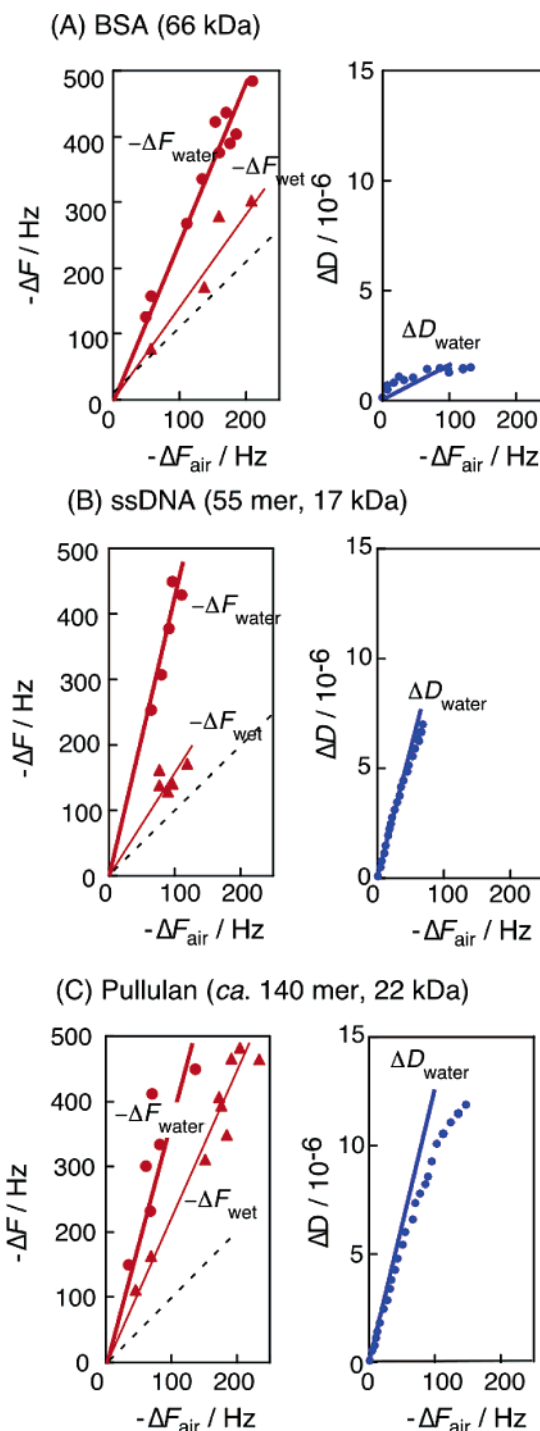 (A) BSA (66 kDa)
500
400
300
200
100
0
-ΔF / Hz
-ΔFwater
-ΔFwet
0 100 200
-ΔFair / Hz
15
10
5
0
ΔD / 10-6
ΔDwater
0 100 200
-ΔFair / Hz
(B) ssDNA (55 mer, 17 kDa)
500
400
300
200
100
0
-ΔF / Hz
-ΔFwater
-ΔFwet
0 100 200
-ΔFair / Hz
15
10
5
0
ΔD / 10-6
ΔDwater
0 100 200
-ΔFair / Hz
(C) Pullulan (ca. 140 mer, 22 kDa)
500
400
300
200
100
0
-ΔF / Hz
-ΔFwater
-ΔFwet
0 100 200
-ΔFair / Hz
15
10
5
0
ΔD / 10-6
ΔDwater
0 100 200
-ΔFair / Hz